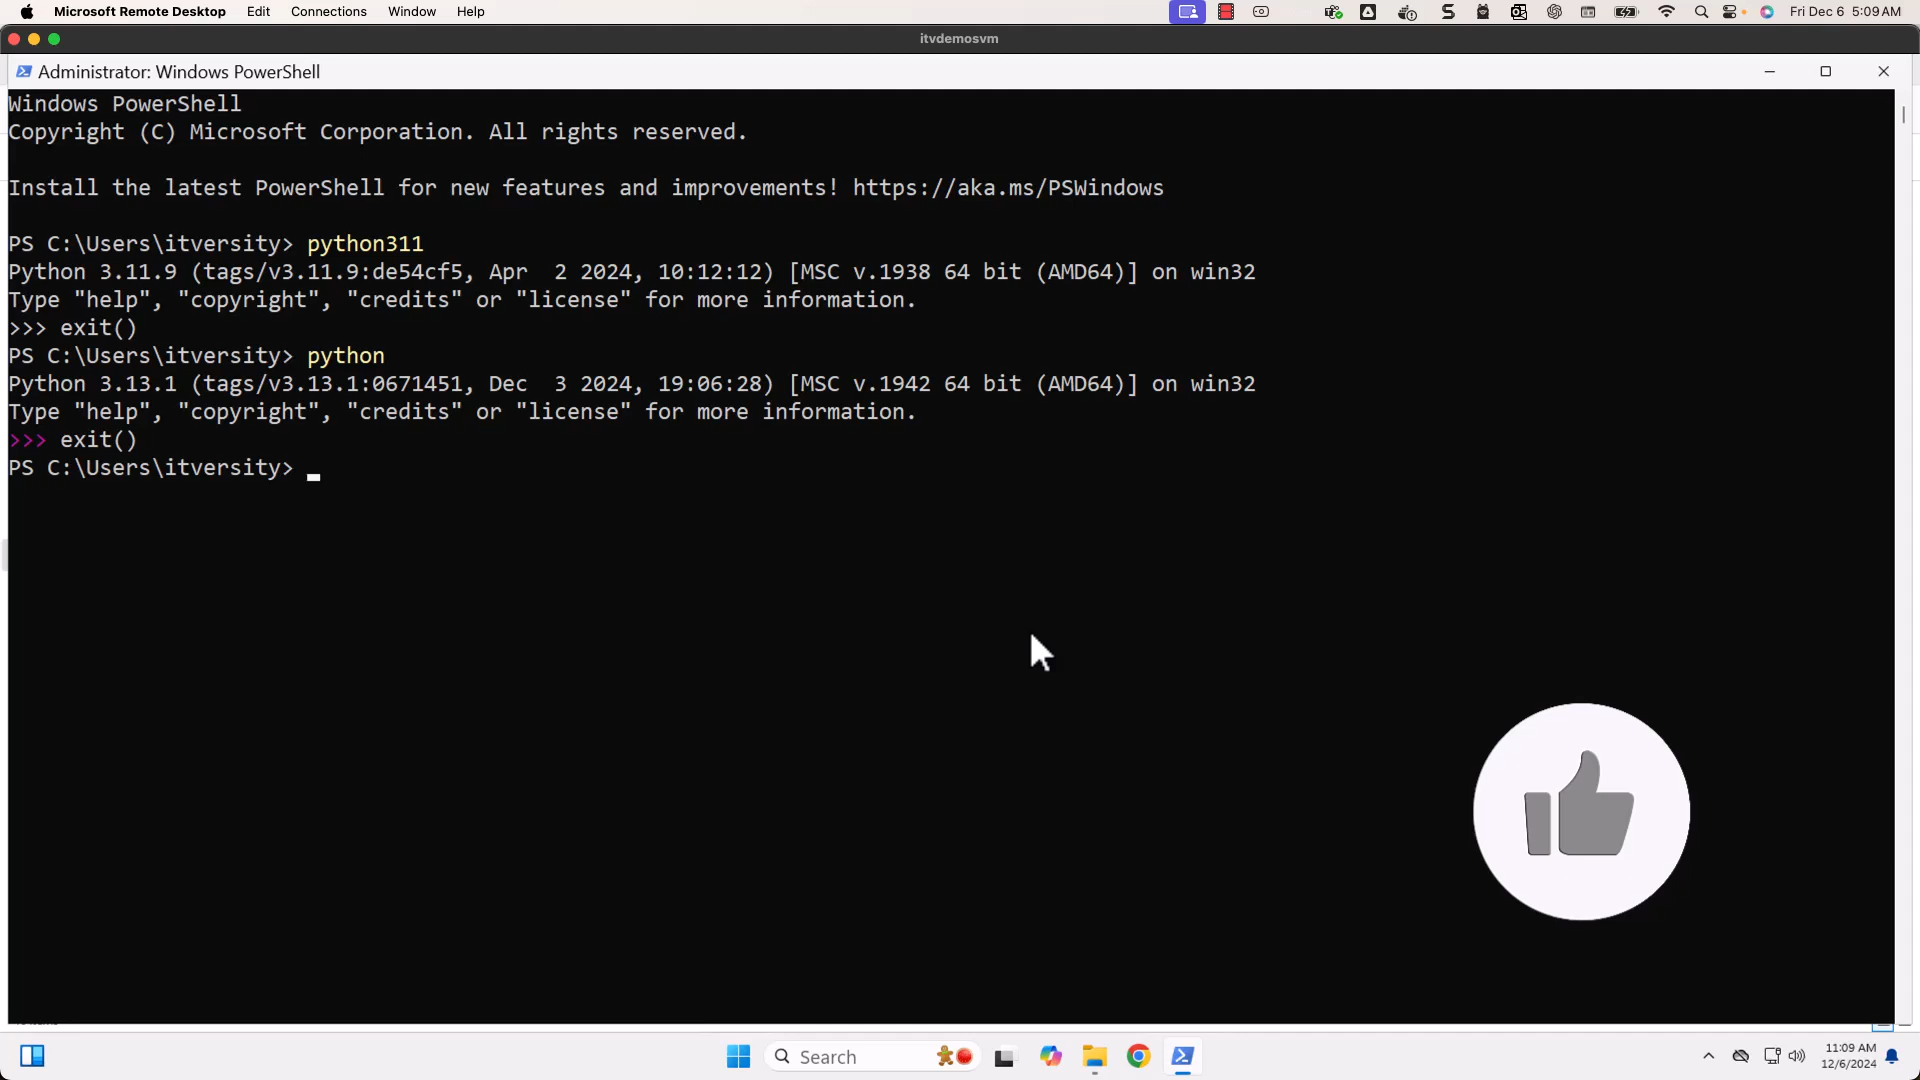 Microsoft Remote Desktop Edit Connections Window Help
Fri Dec 6 5:09 AM
itvdemosvm
Administrator: Windows PowerShell
Windows PowerShell
Copyright (C) Microsoft Corporation. All rights reserved.
Install the latest PowerShell for new features and improvements! https://aka.ms/PSWindows
PS C:\Users\itversity> python311
Python 3.11.9 (tags/v3.11.9:de54cf5, Apr  2 2024, 10:12:12) [MSC v.1938 64 bit (AMD64)] on win32
Type "help", "copyright", "credits" or "license" for more information.
>>> exit()
PS C:\Users\itversity> python
Python 3.13.1 (tags/v3.13.1:0671451, Dec  3 2024, 19:06:28) [MSC v.1942 64 bit (AMD64)] on win32
Type "help", "copyright", "credits" or "license" for more information.
>>> exit()
PS C:\Users\itversity>
Search
11:09 AM
12/6/2024